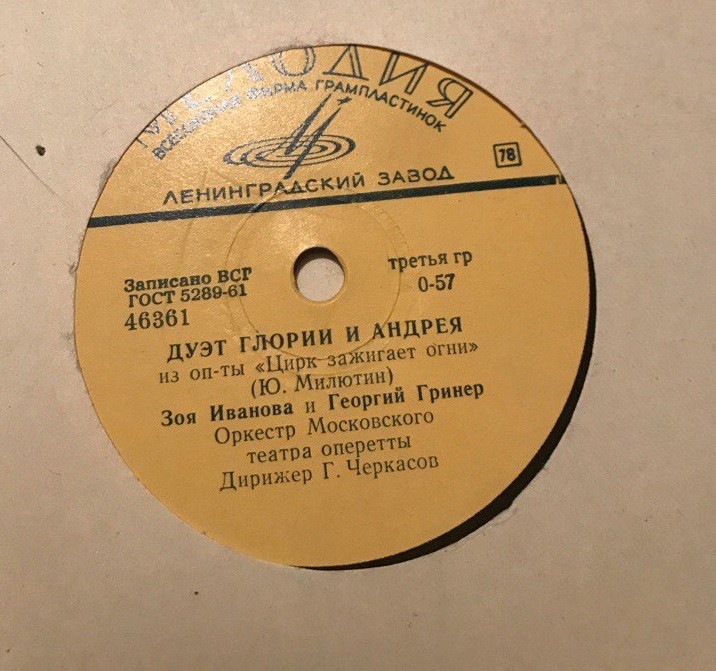 МЕЛОДИЯ
ВСЕСОЮЗНАЯ ФИРМА ГРАМПЛАСТИНОК
78
ЛЕНИНГРАДСКИЙ ЗАВОД
Записано ВСГ
третья гр
ГОСТ 5289-61
0-57
46361
ДУЭТ ГЛОРИИ И АНДРЕЯ
из оп-ты «Цирк зажигает огни»
(Ю. Милютин)
Зоя Иванова и Георгий Гринер
Оркестр Московского
театра оперетты
Дирижер Г. Черкасов